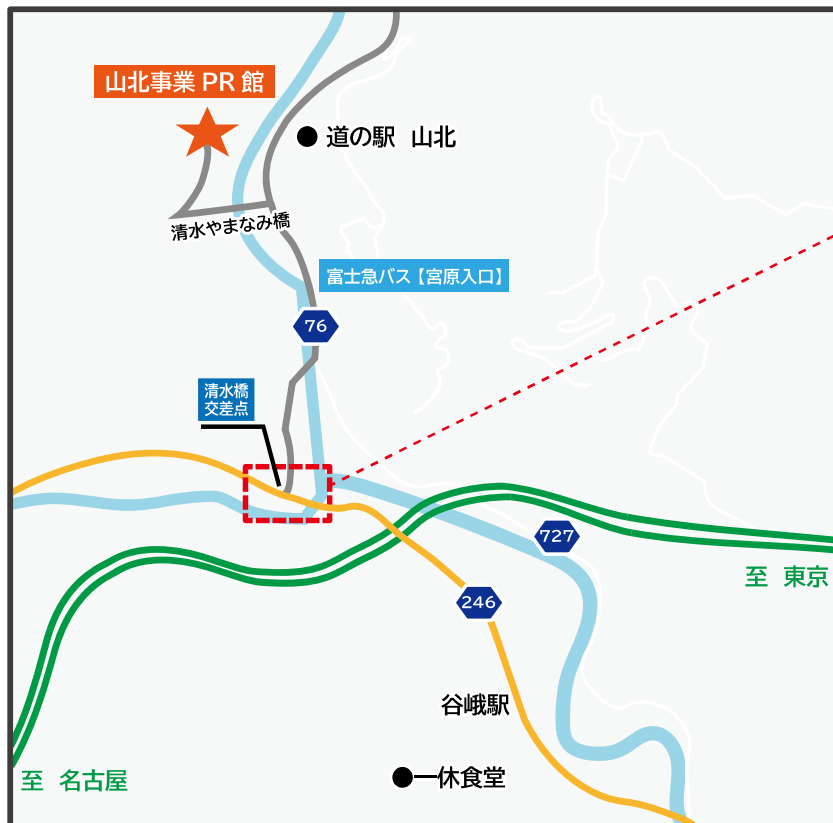 山北事業 PR 館
道の駅 山北
清水やまなみ橋
富士急バス【宮原入口】
76
清水橋
交差点
727
至 東京
246
谷峨駅
一休食堂
至 名古屋